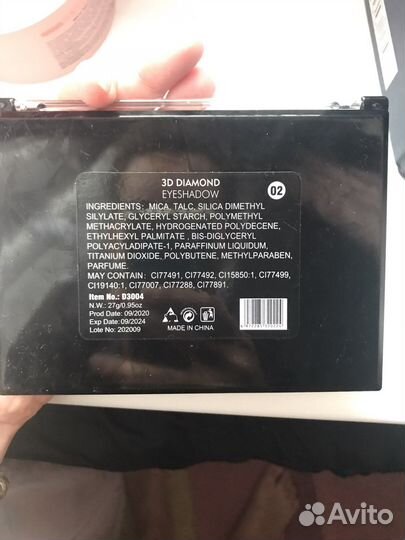 3D DIAMOND
EYESHADOW
02
INGREDIENTS: .MICA, TALC, SILICA DIMETHYL
SILYLATE, GLYCERYL STARCH, POLYMETHYL
METHACRYLATE, HYDROGENATED POLYDECENE,
ETHYLHEXYL PALMITATE , BIS-DIGLYCERYL
POLYACYLADIPATE-1, PARAFFINUM LIQUIDUM,
TITANIUM DIOXIDE, POLYBUTENE, METHYLPARABEN,
PARFUME.
MAY CONTAIN : CI77491, CI77492, CI15850:1, CI77499,
CI19140:1, CI77007, CI77288, CI77891.
Item No.: D3004
N.W.: 27g/0.95oz
Prod Date: 09/2020
Exp Date: 09/2024
Lote No: 202009
MADE IN CHINA
Avito